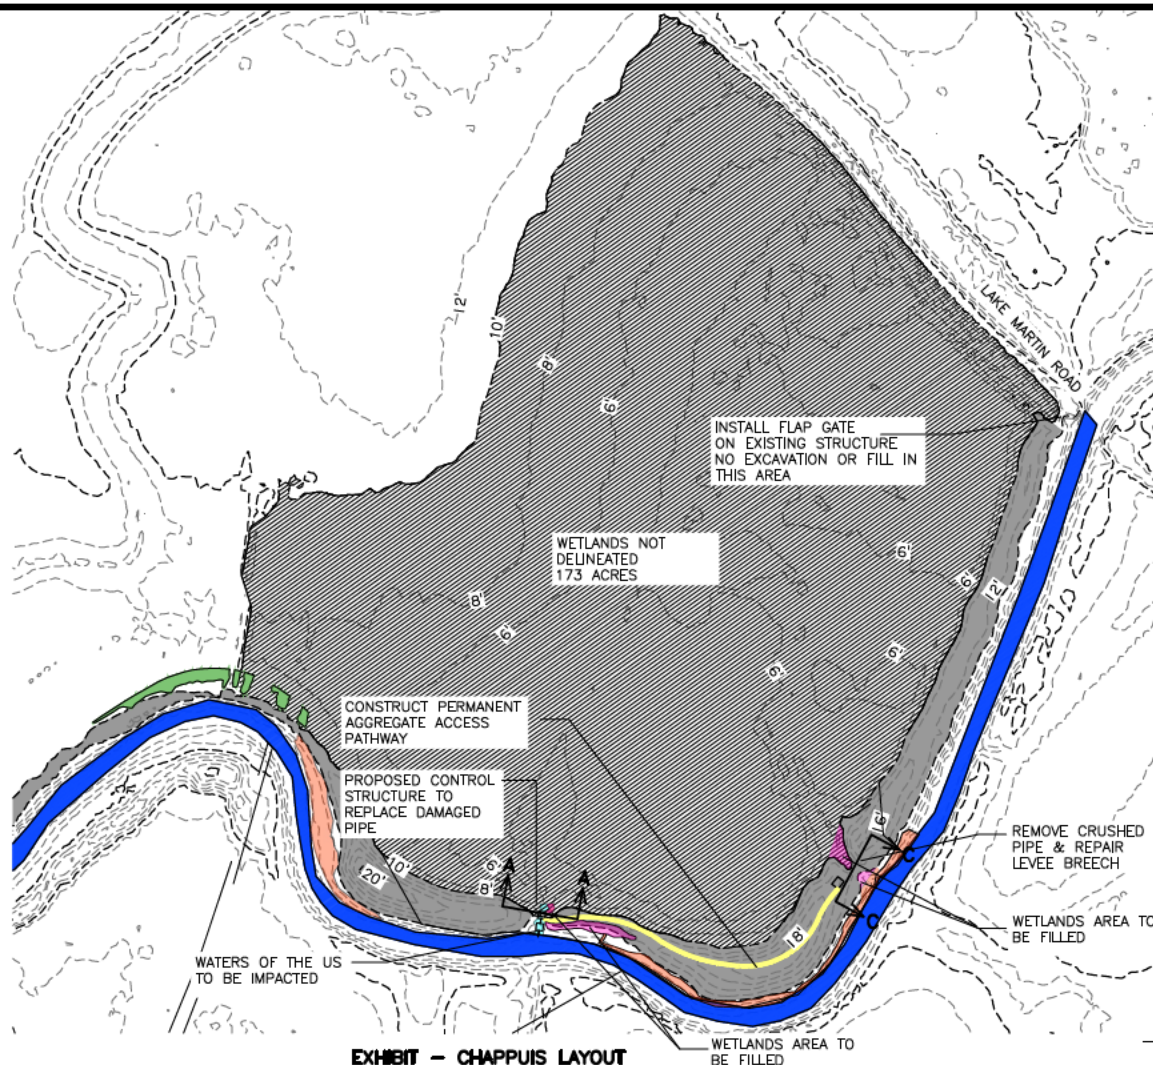 12'
10'
8'
6'
LAKE MARTIN ROAD
INSTALL FLAP GATE
ON EXISTING STRUCTURE
NO EXCAVATION OR FILL IN
THIS AREA
WETLANDS NOT
DELINEATED
173 ACRES
6'
6'
12'
8'
6'
6'
6'
CONSTRUCT PERMANENT
AGGREGATE ACCESS
PATHWAY
PROPOSED CONTROL
STRUCTURE TO
REPLACE DAMAGED
PIPE
16'
C
REMOVE CRUSHED
PIPE & REPAIR
LEVEE BREECH
10'
20'
6'
8'
A
A
C
18'
WETLANDS AREA TO
BE FILLED
WATERS OF THE US
TO BE IMPACTED
WETLANDS AREA TO
BE FILLED
EXHIBIT - CHAPPUIS LAYOUT